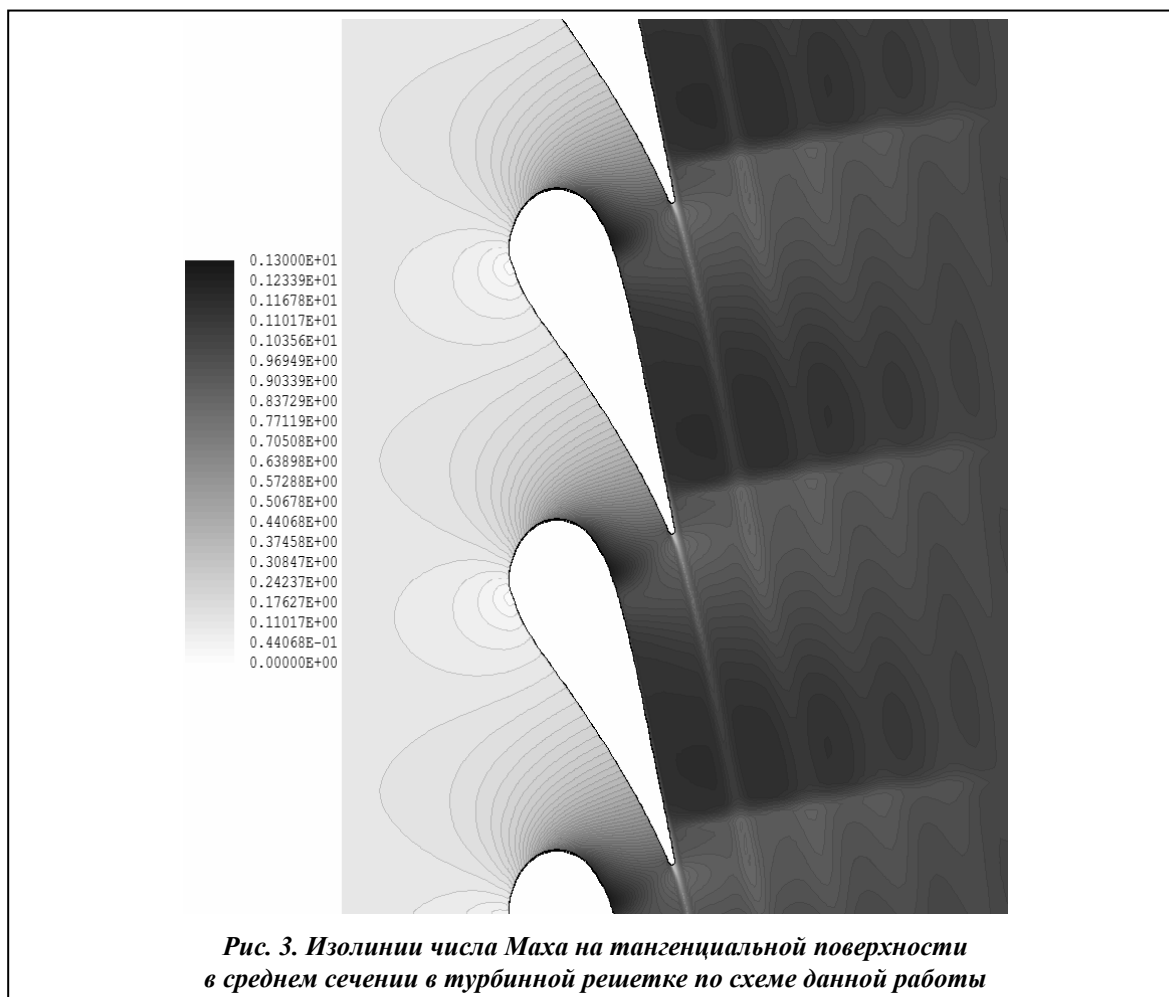 0.13000E+01
0.12339E+01
0.11678E+01
0.11017E+01
0.10356E+01
0.96949E+00
0.90339E+00
0.83729E+00
0.77119E+00
0.70508E+00
0.63898E+00
0.57288E+00
0.50678E+00
0.44068E+00
0.37458E+00
0.30847E+00
0.24237E+00
0.17627E+00
0.11017E+00
0.44068E-01
0.00000E+00
Рис. 3. Изолинии числа Маха на тангенциальной поверхности
в среднем сечении в турбинной решетке по схеме данной работы